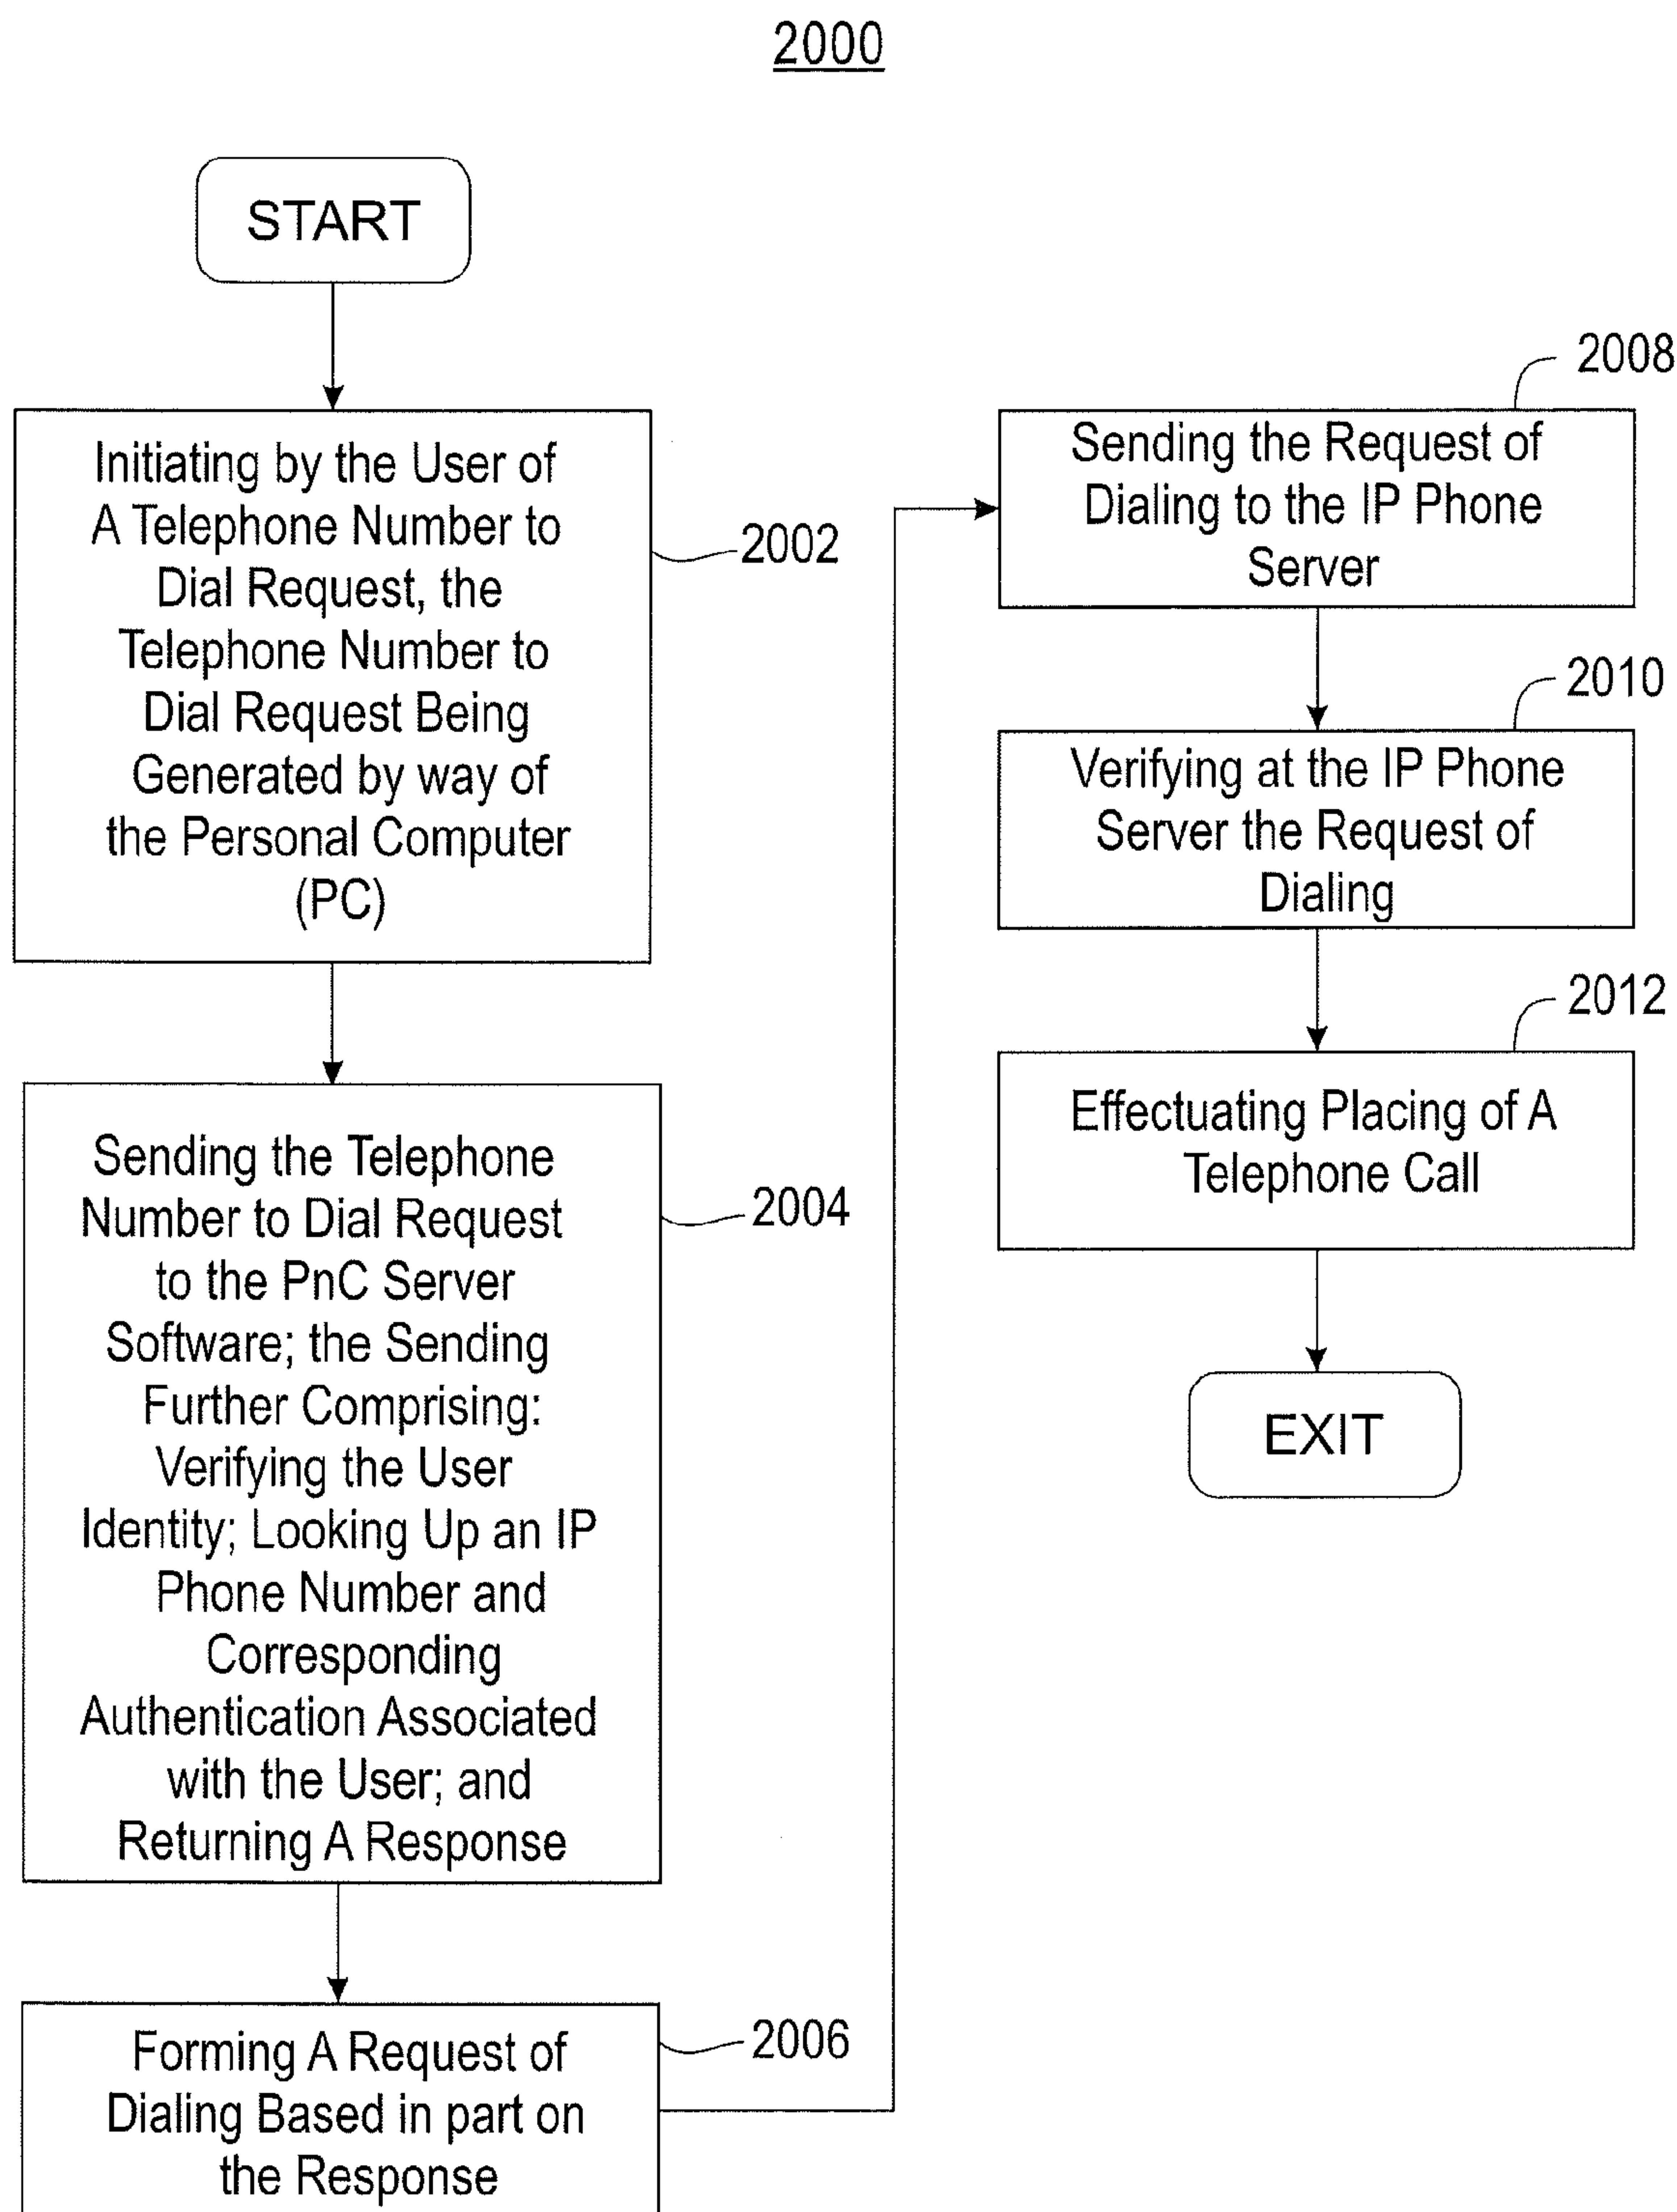 2000
START
Initiating by the User of
A Telephone Number to
Dial Request, the
Telephone Number to
Dial Request Being
Generated by way of
the Personal Computer
(PC)
2002
Sending the Telephone
Number to Dial Request
to the PnC Server
Software; the Sending
Further Comprising:
Verifying the User
Identity; Looking Up an IP
Phone Number and
Corresponding
Authentication Associated
with the User; and
Returning A Response
2004
Forming A Request of
Dialing Based in part on
the Response
2006
2008
Sending the Request of
Dialing to the IP Phone
Server
2010
Verifying at the IP Phone
Server the Request of
Dialing
2012
Effectuating Placing of A
Telephone Call
EXIT